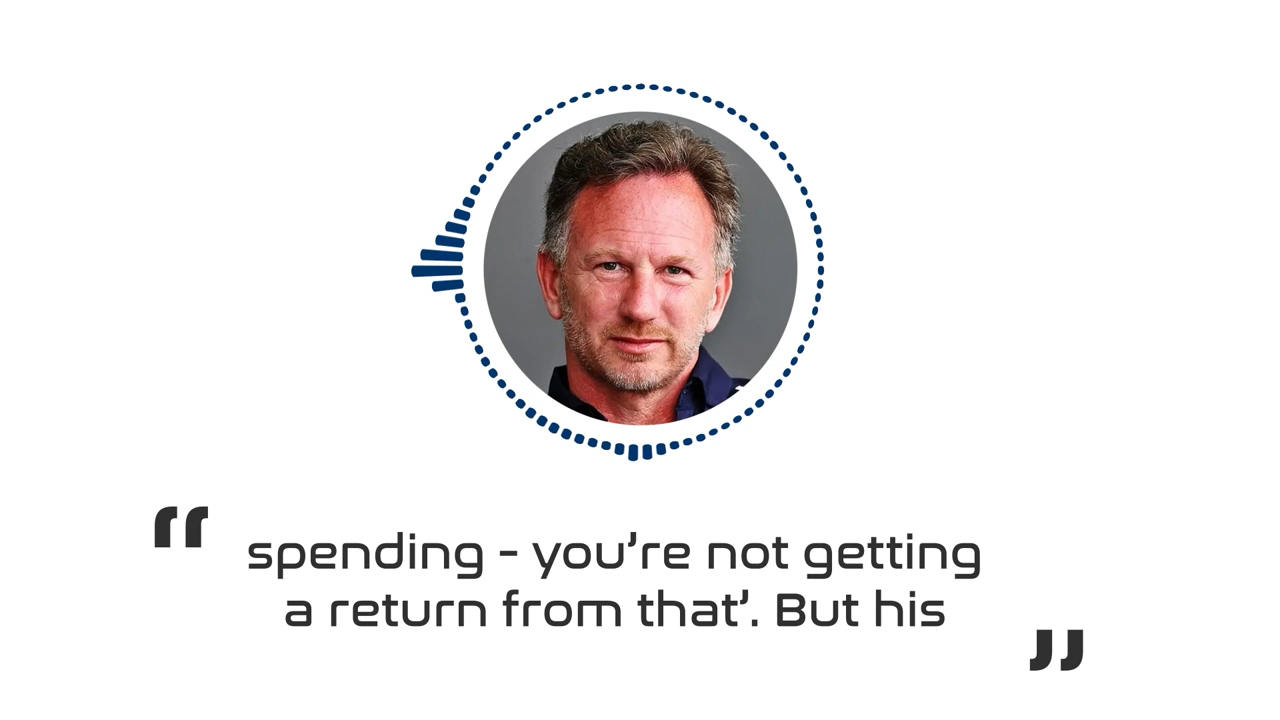 “
spending - you’re not getting
a return from that’. But his
”